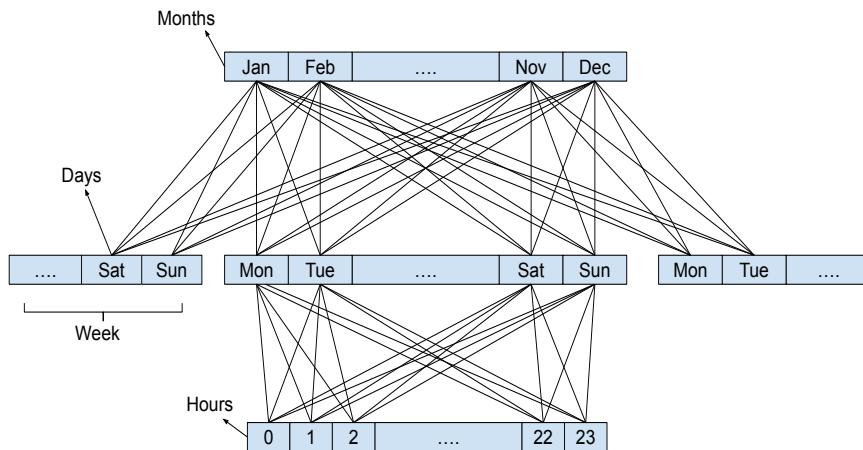 Months
Jan Feb .... Nov Dec
Days
.... Sat Sun Mon Tue .... Sat Sun Mon Tue ....
Week
Hours
0 1 2 .... 22 23